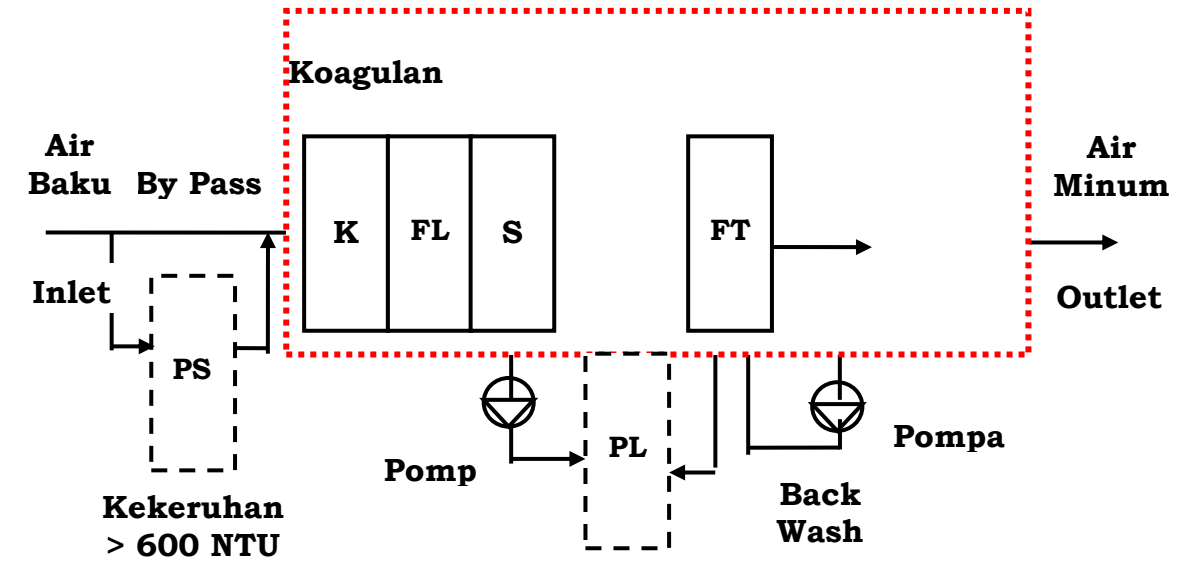 Koagulan
Air
Baku
By Pass
Air
Minum
K
FL
S
FT
Inlet
Outlet
PS
PL
Pomp
Pompa
Back
Wash
Kekeruhan
> 600 NTU